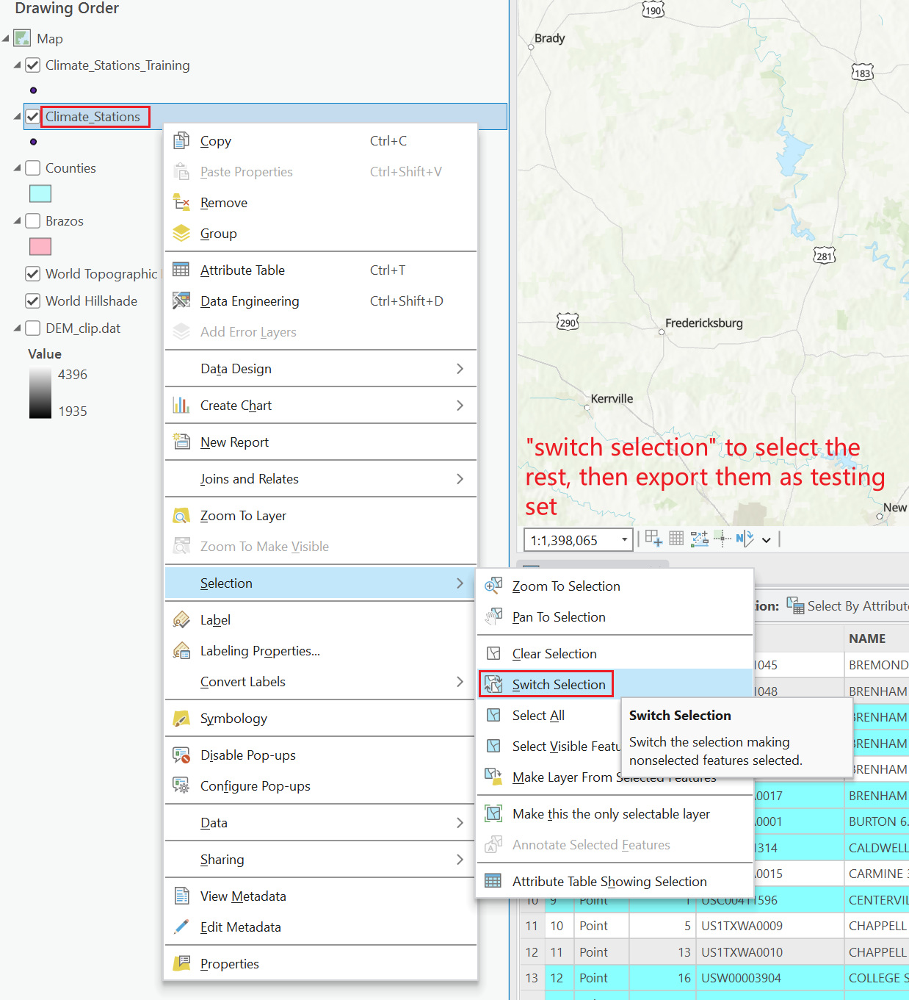 Drawing Order
Map
Climate_Stations_Training
Climate_Stations
Counties
Brazos
World Topographic
World Hillshade
DEM_clip.dat
Value
4396
1935
Copy Ctrl+C
Paste Properties Ctrl+Shift+V
Remove
Group
Attribute Table Ctrl+T
Data Engineering Ctrl+Shift+D
Add Error Layers
Data Design
Create Chart
New Report
Joins and Relates
Zoom To Layer
Zoom To Make Visible
Selection
Label
Labeling Properties...
Convert Labels
Symbology
Disable Pop-ups
Configure Pop-ups
Data
Sharing
View Metadata
Edit Metadata
Properties
190
Brady
183
281
290
Fredericksburg
Kerrville
"switch selection" to select the
rest, then export them as testing
set
New
1:1,398,065
Zoom To Selection
Pan To Selection
Clear Selection
Switch Selection
Select All
Select Visible Featu
Make Layer From Selected Features
Make this the only selectable layer
Annotate Selected Features
Attribute Table Showing Selection
Switch Selection
Switch the selection making
nonselected features selected.
ion: Select By Attribute
NAME
1045 BREMOND
1048 BRENHAM
BRENHAM
BRENHAM
BRENHAM
0017 BRENHAM
0001 BURTON 6.
1314 CALDWELL
0015 CARMINE
10 9 Point 1 USC00411596 CENTERVIL
11 10 Point 5 US1TXWA0009 CHAPPELL
12 11 Point 13 US1TXWA0010 CHAPPELL
13 12 Point 16 USW00003904 COLLEGE S